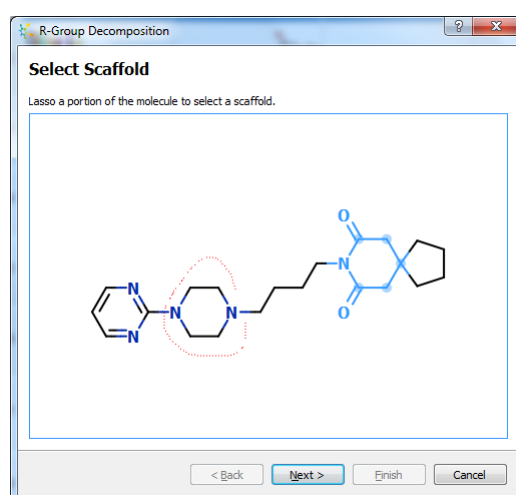 R-Group Decomposition
?
X
Select Scaffold
Lasso a portion of the molecule to select a scaffold.
O
N
N
N
N
N
O
< Back
Next >
Finish
Cancel